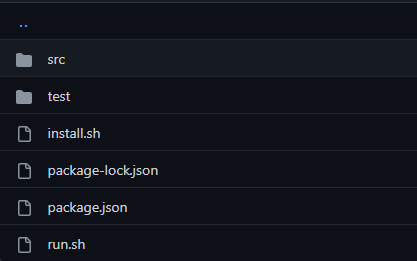 ..
src
test
install.sh
package-lock.json
package.json
run.sh